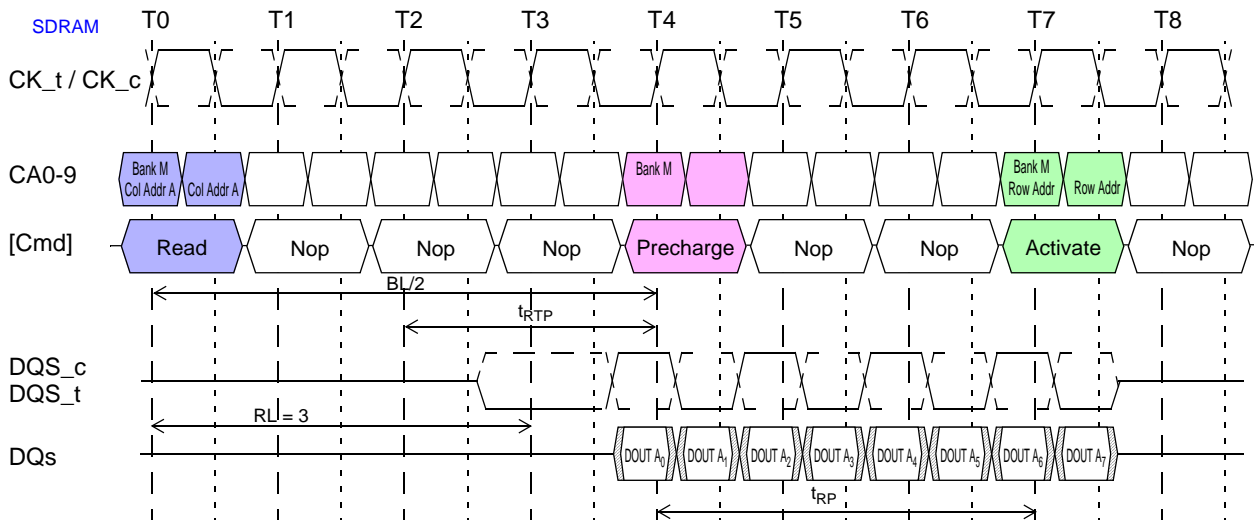 SDRAM T0 T1 T2 T3 T4 T5 T6 T7 T8
CK_t / CK_c
CA0-9
Bank M
Col Addr A
Col Addr A
Bank M
Bank M
Row Addr
Row Addr
[Cmd] Read Nop Nop Nop Precharge Nop Nop Activate Nop
BL/2
tRTP
DQS_c
DQS_t
RL = 3
DQs DOUT A0 DOUT A1 DOUT A2 DOUT A3 DOUT A4 DOUT A5 DOUT A6 DOUT A7
tRP